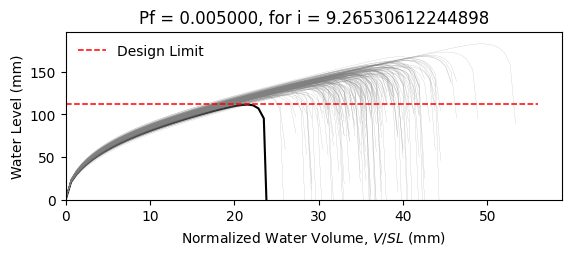 Pf = 0.005000, for i = 9.26530612244898
Design Limit
Water Level (mm)
150
100
50
0
0 10 20 30 40 50
Normalized Water Volume, V/SL (mm)